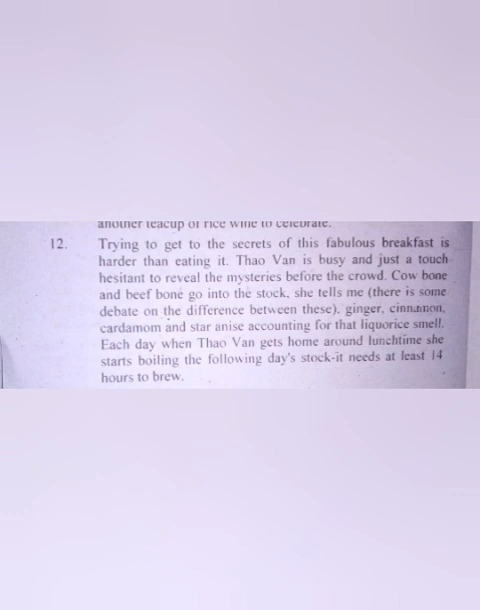 another teacup of rice wine to celebrate.
12. Trying to get to the secrets of this fabulous breakfast is
harder than eating it. Thao Van is busy and just a touch
hesitant to reveal the mysteries before the crowd. Cow bone
and beef bone go into the stock, she tells me (there is some
debate on the difference between these), ginger, cinnamon,
cardamom and star anise accounting for that liquorice smell.
Each day when Thao Van gets home around lunchtime she
starts boiling the following day's stock-it needs at least 14
hours to brew.